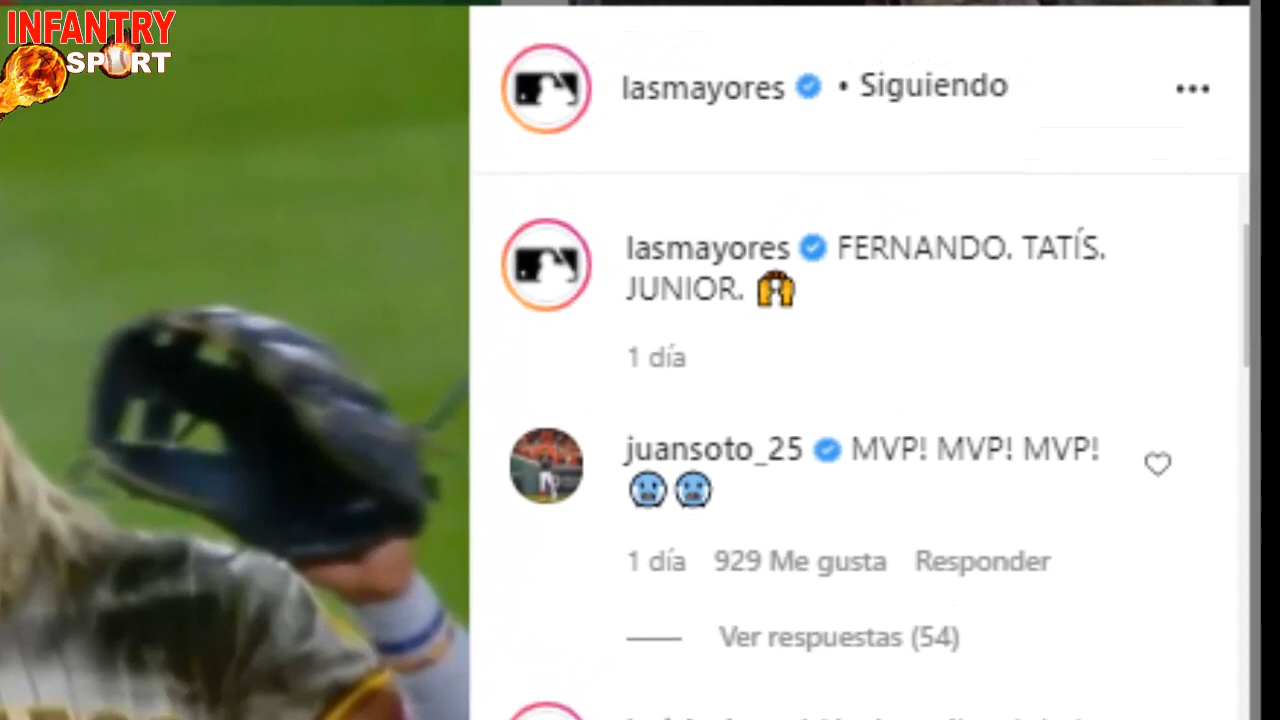 INFANTRY
SPORT
lasmayores • Siguiendo
lasmayores FERNANDO. TATÍS.
JUNIOR. 🙌
1 día
juansoto_25 MVP! MVP! MVP!
🥶🥶
1 día 929 Me gusta Responder
Ver respuestas (54)